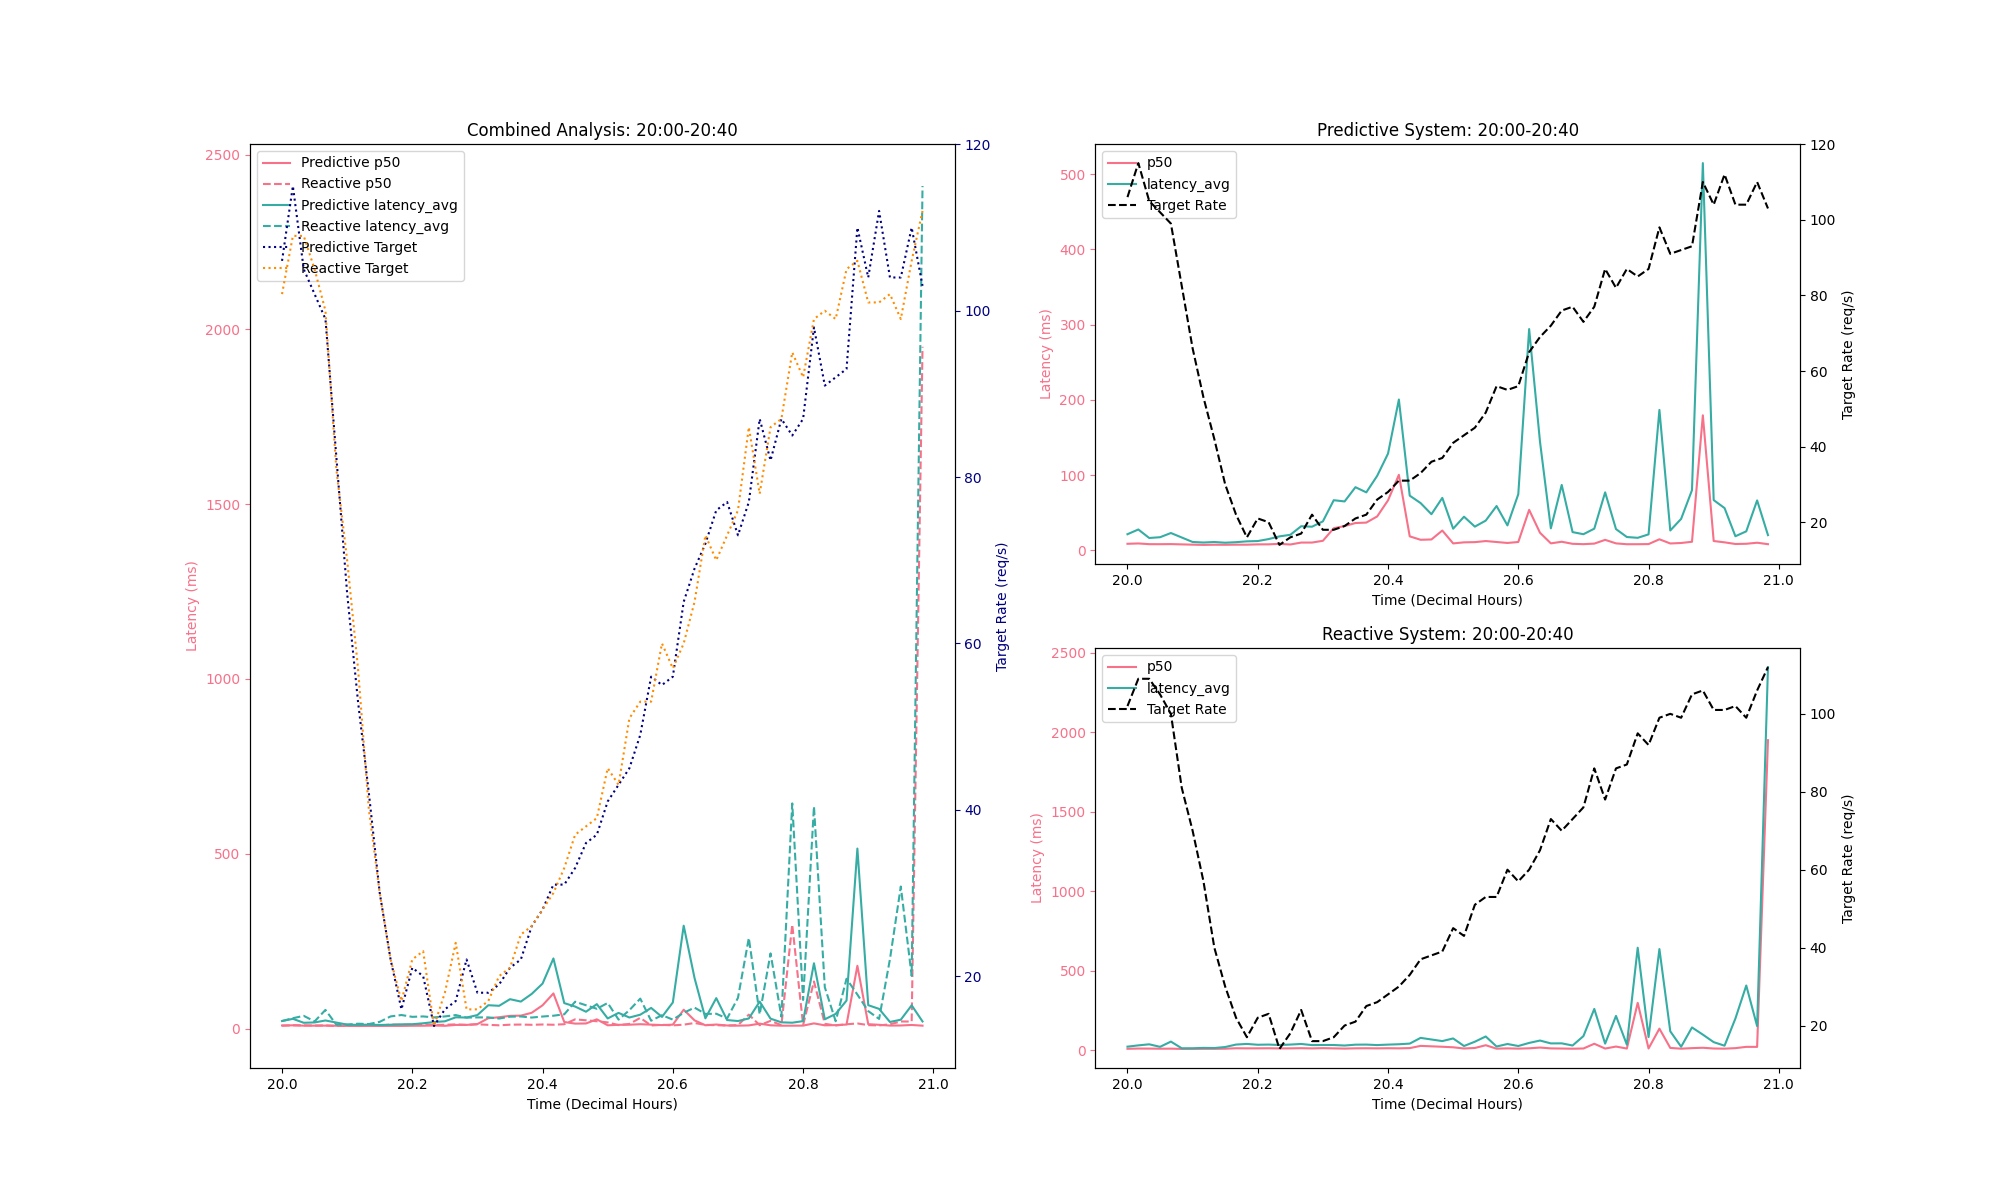 Combined Analysis: 20:00-20:40
Predictive p50
Reactive p50
Predictive latency_avg
Reactive latency_avg
Predictive Target
Reactive Target
2500
2000
1500
1000
500
0
Latency (ms)
120
100
80
60
40
20
Target Rate (req/s)
20.0 20.2 20.4 20.6 20.8 21.0
Time (Decimal Hours)
Predictive System: 20:00-20:40
p50
latency_avg
Target Rate
500
400
300
200
100
0
Latency (ms)
120
100
80
60
40
20
Target Rate (req/s)
20.0 20.2 20.4 20.6 20.8 21.0
Time (Decimal Hours)
Reactive System: 20:00-20:40
p50
latency_avg
Target Rate
2500
2000
1500
1000
500
0
Latency (ms)
100
80
60
40
20
Target Rate (req/s)
20.0 20.2 20.4 20.6 20.8 21.0
Time (Decimal Hours)